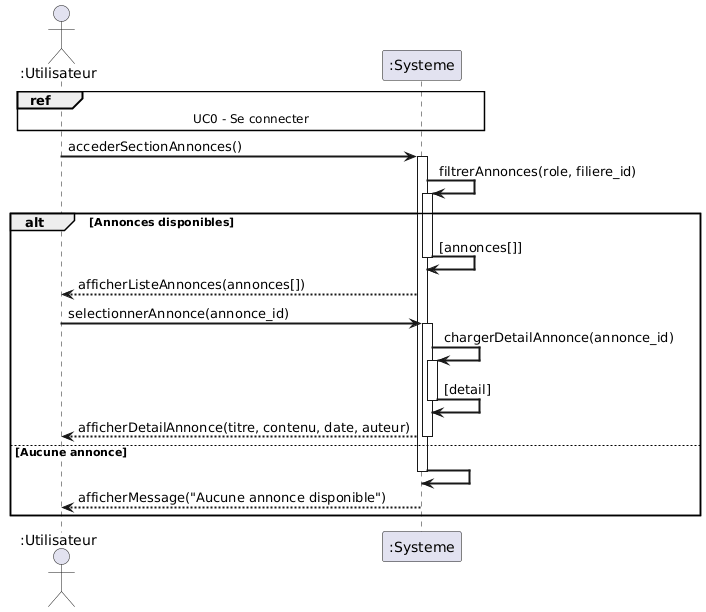 :Utilisateur
:Systeme
ref
UC0 - Se connecter
accederSectionAnnonces()
filtrerAnnonces(role, filiere_id)
alt [Annonces disponibles]
[annonces[]]
afficherListeAnnonces(annonces[])
selectionnerAnnonce(annonce_id)
chargerDetailAnnonce(annonce_id)
[detail]
afficherDetailAnnonce(titre, contenu, date, auteur)
[Aucune annonce]
afficherMessage("Aucune annonce disponible")
:Utilisateur
:Systeme